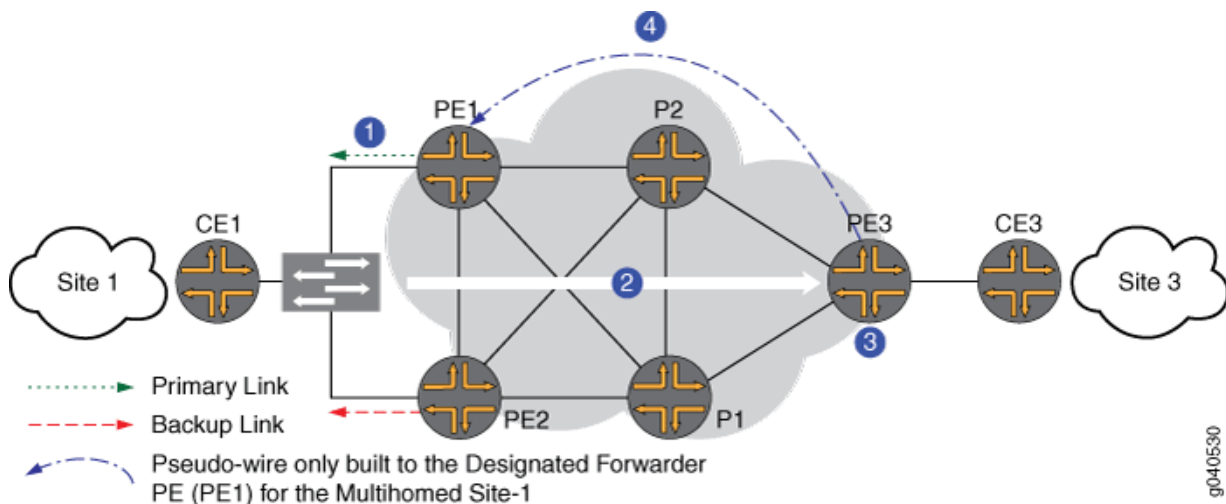 4
PE1
P2
1
CE1
PE3
CE3
Site 1
2
Site 3
3
PE2
P1
Primary Link
Backup Link
Pseudo-wire only built to the Designated Forwarder
PE (PE1) for the Multihomed Site-1
g040530